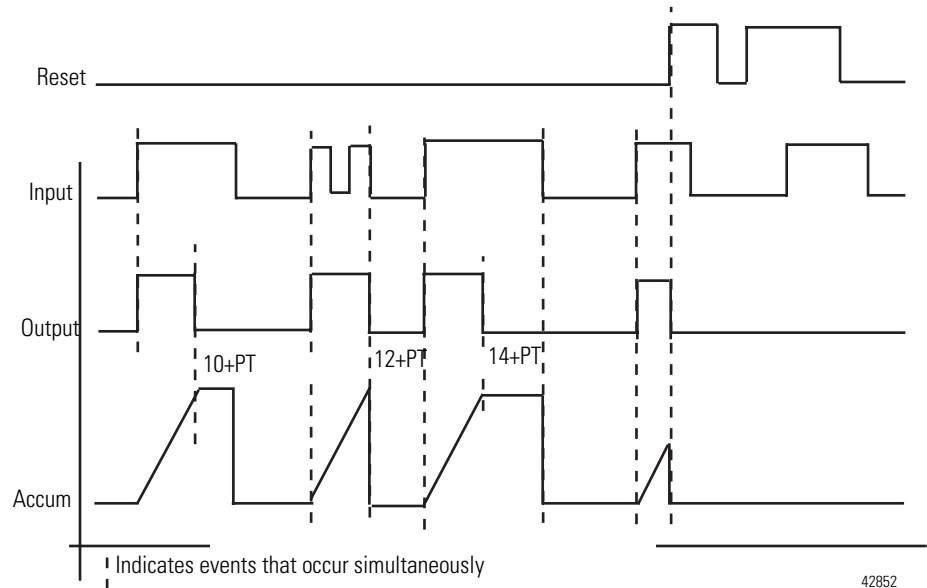 Reset
Input
Output
10+PT
12+PT
14+PT
Accum
Indicates events that occur simultaneously
42852